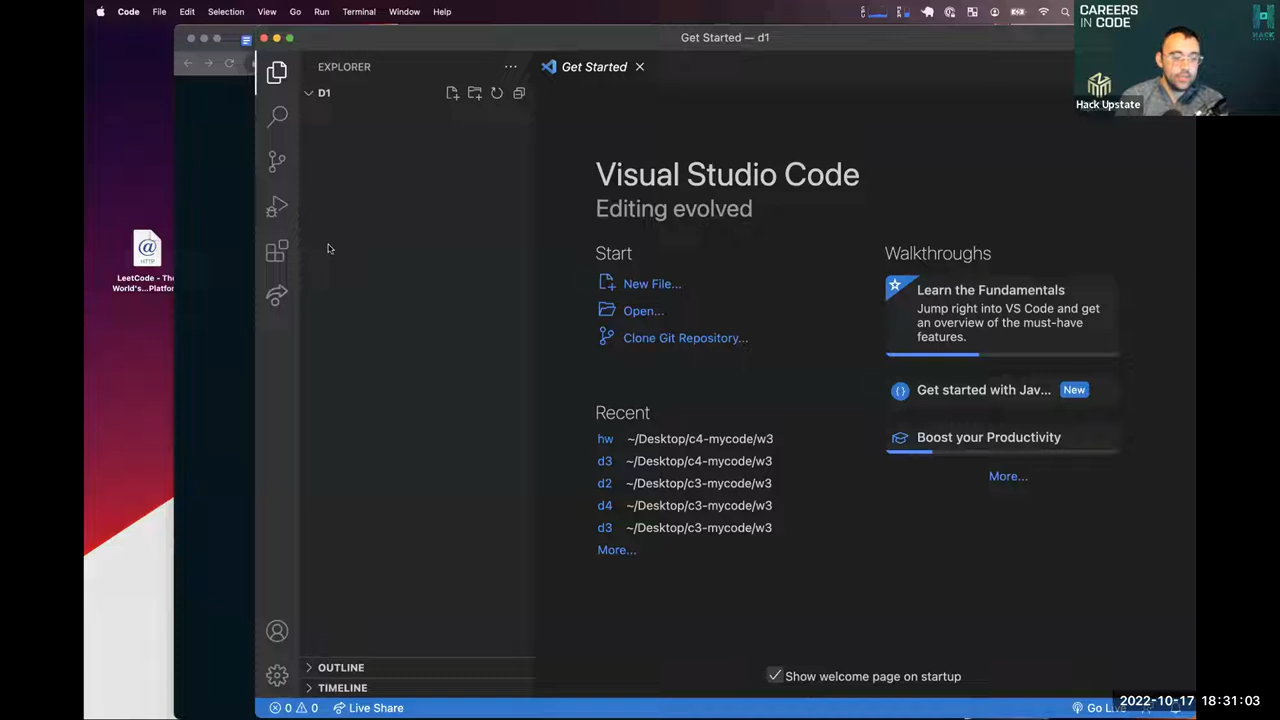 Code File Edit Selection View Go Run Terminal Window Help
CAREERS
IN CODE
HACK
Hack Upstate
Get Started — d1
EXPLORER
Get Started
D1
Visual Studio Code
Editing evolved
Start
New File...
Open...
Clone Git Repository...
Recent
hw ~/Desktop/c4-mycode/w3
d3 ~/Desktop/c4-mycode/w3
d2 ~/Desktop/c3-mycode/w3
d4 ~/Desktop/c3-mycode/w3
d3 ~/Desktop/c3-mycode/w3
More...
Walkthroughs
Learn the Fundamentals
Jump right into VS Code and get
an overview of the must-have
features.
Get started with Jav... New
Boost your Productivity
More...
HTTP
LeetCode - The
World's...Platfor
OUTLINE
TIMELINE
Show welcome page on startup
0 0 Live Share
Go Live
2022-10-17 18:31:03